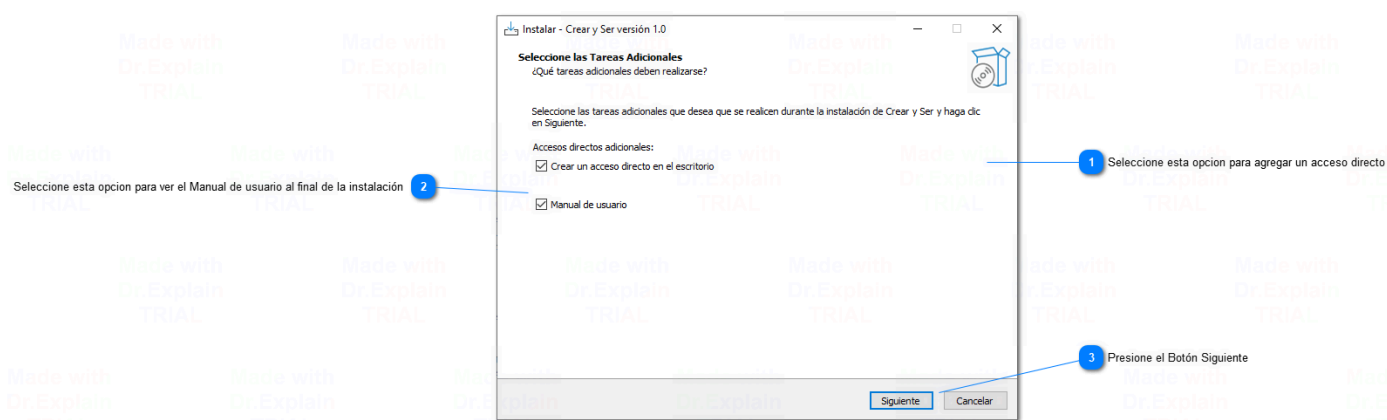 Instalar - Crear y Ser versión 1.0
Seleccione las Tareas Adicionales
¿Qué tareas adicionales deben realizarse?
Seleccione las tareas adicionales que desea que se realicen durante la instalación de Crear y Ser y haga clic
en Siguiente.
Accesos directos adicionales:
Crear un acceso directo en el escritorio
1 Seleccione esta opcion para agregar un acceso directo
Seleccione esta opcion para ver el Manual de usuario al final de la instalación 2
Manual de usuario
3 Presione el Botón Siguiente
Siguiente Cancelar
Made with
Dr.Explain
TRIAL